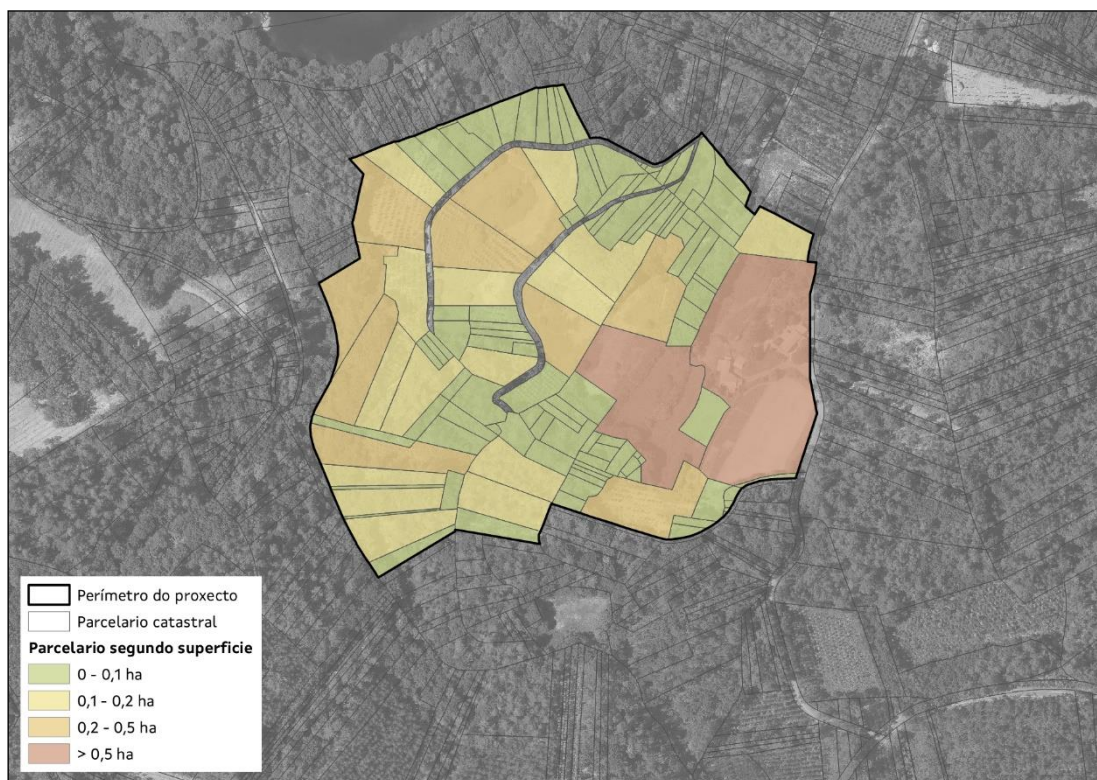 Perímetro do proxecto
Parcelario catastral
Parcelario segundo superficie
0 - 0,1 ha
0,1 - 0,2 ha
0,2 - 0,5 ha
> 0,5 ha